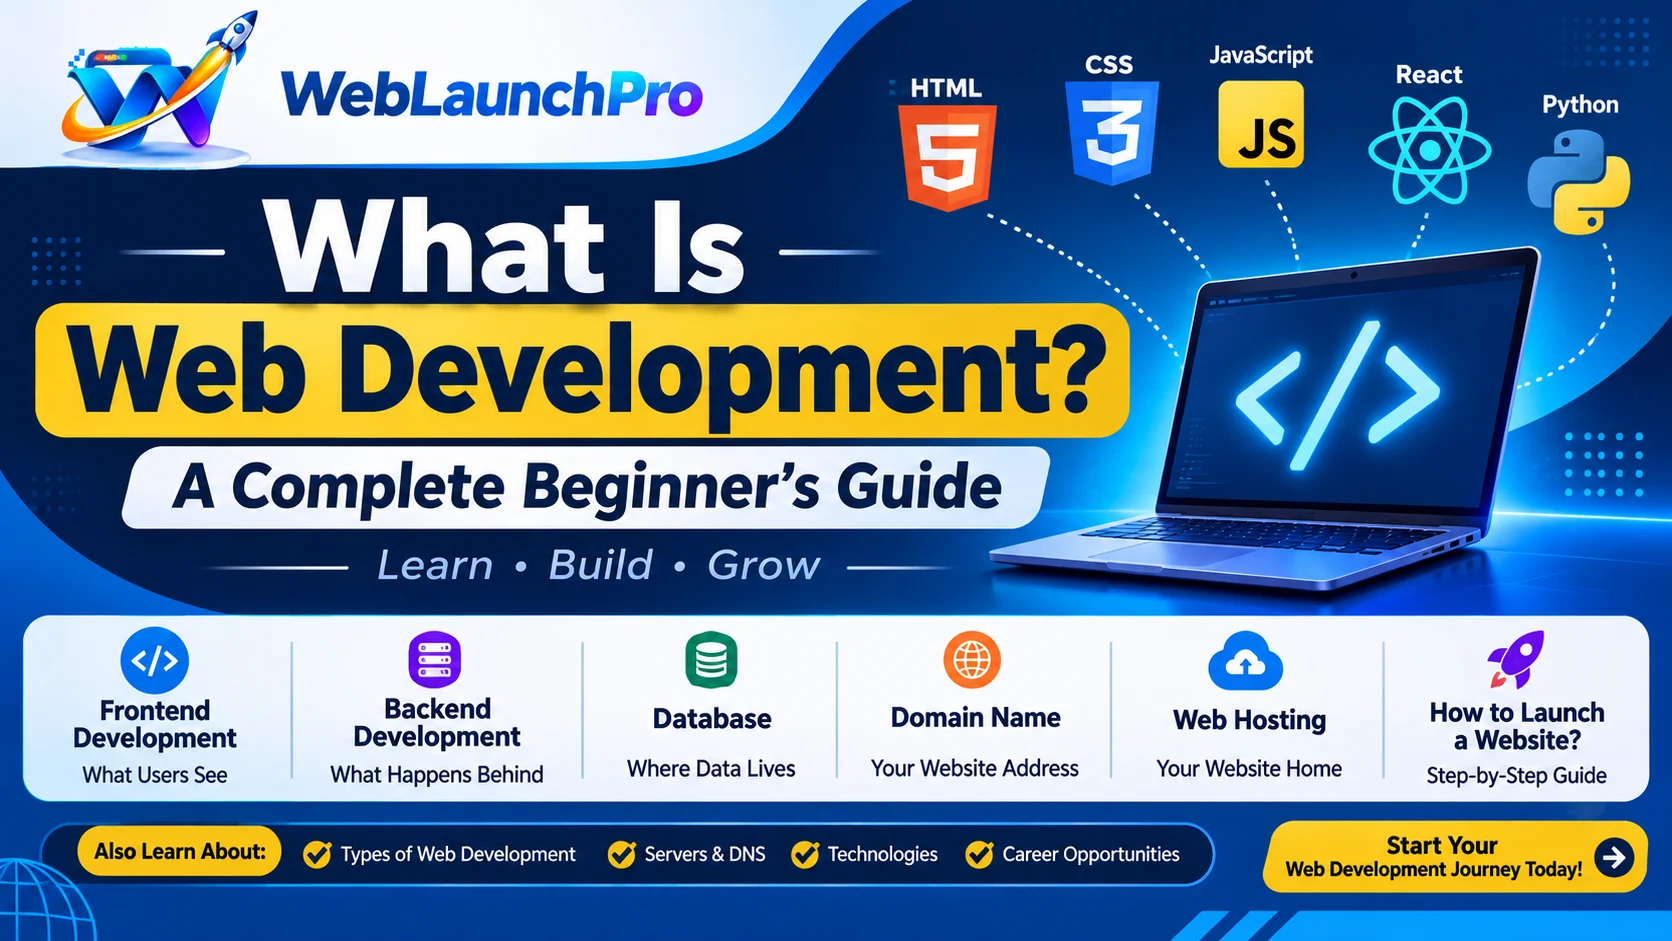 WebLaunchPro
HTML
CSS
JavaScript
React
Python
5
3
JS
What Is
Web Development?
A Complete Beginner's Guide
Learn • Build • Grow
</>
</>
Frontend
Development
What Users See
Backend
Development
What Happens Behind
Database
Where Data Lives
Domain Name
Your Website Address
Web Hosting
Your Website Home
How to Launch
a Website?
Step-by-Step Guide
Also Learn About:
Types of Web Development
Servers & DNS
Technologies
Career Opportunities
Start Your
Web Development Journey Today!